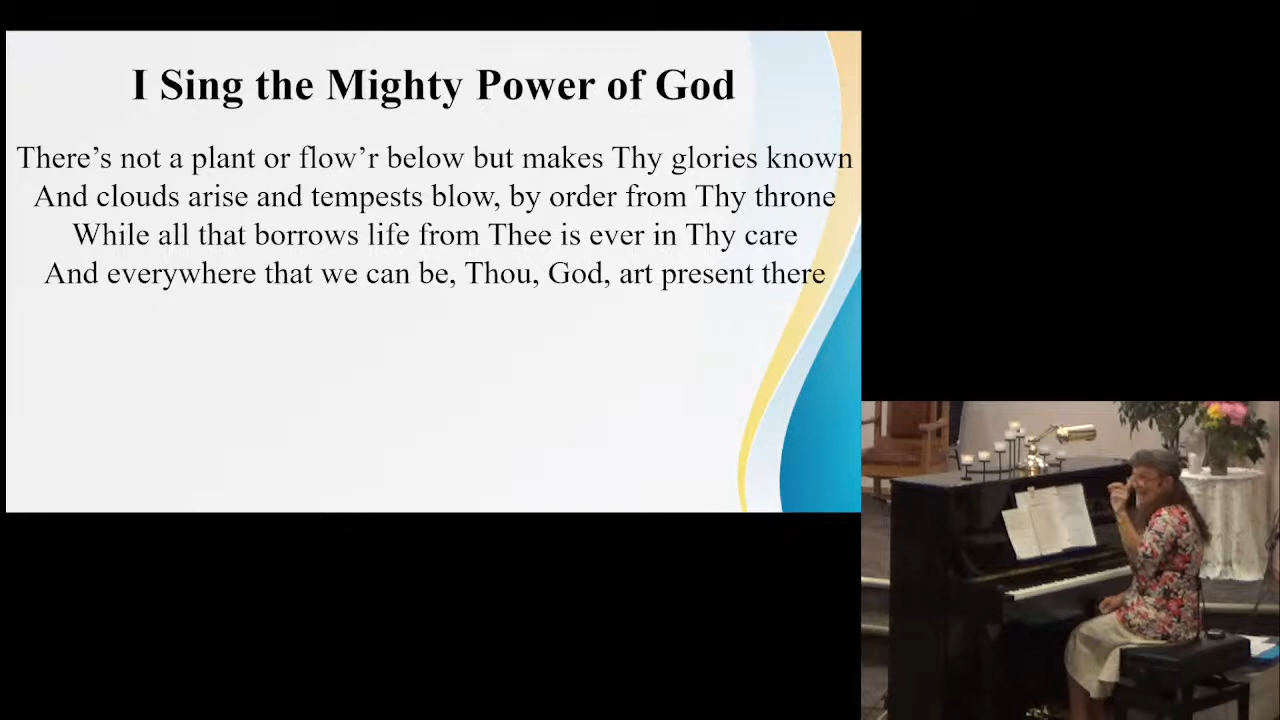 I Sing the Mighty Power of God
There’s not a plant or flow’r below but makes Thy glories known
And clouds arise and tempests blow, by order from Thy throne
While all that borrows life from Thee is ever in Thy care
And everywhere that we can be, Thou, God, art present there